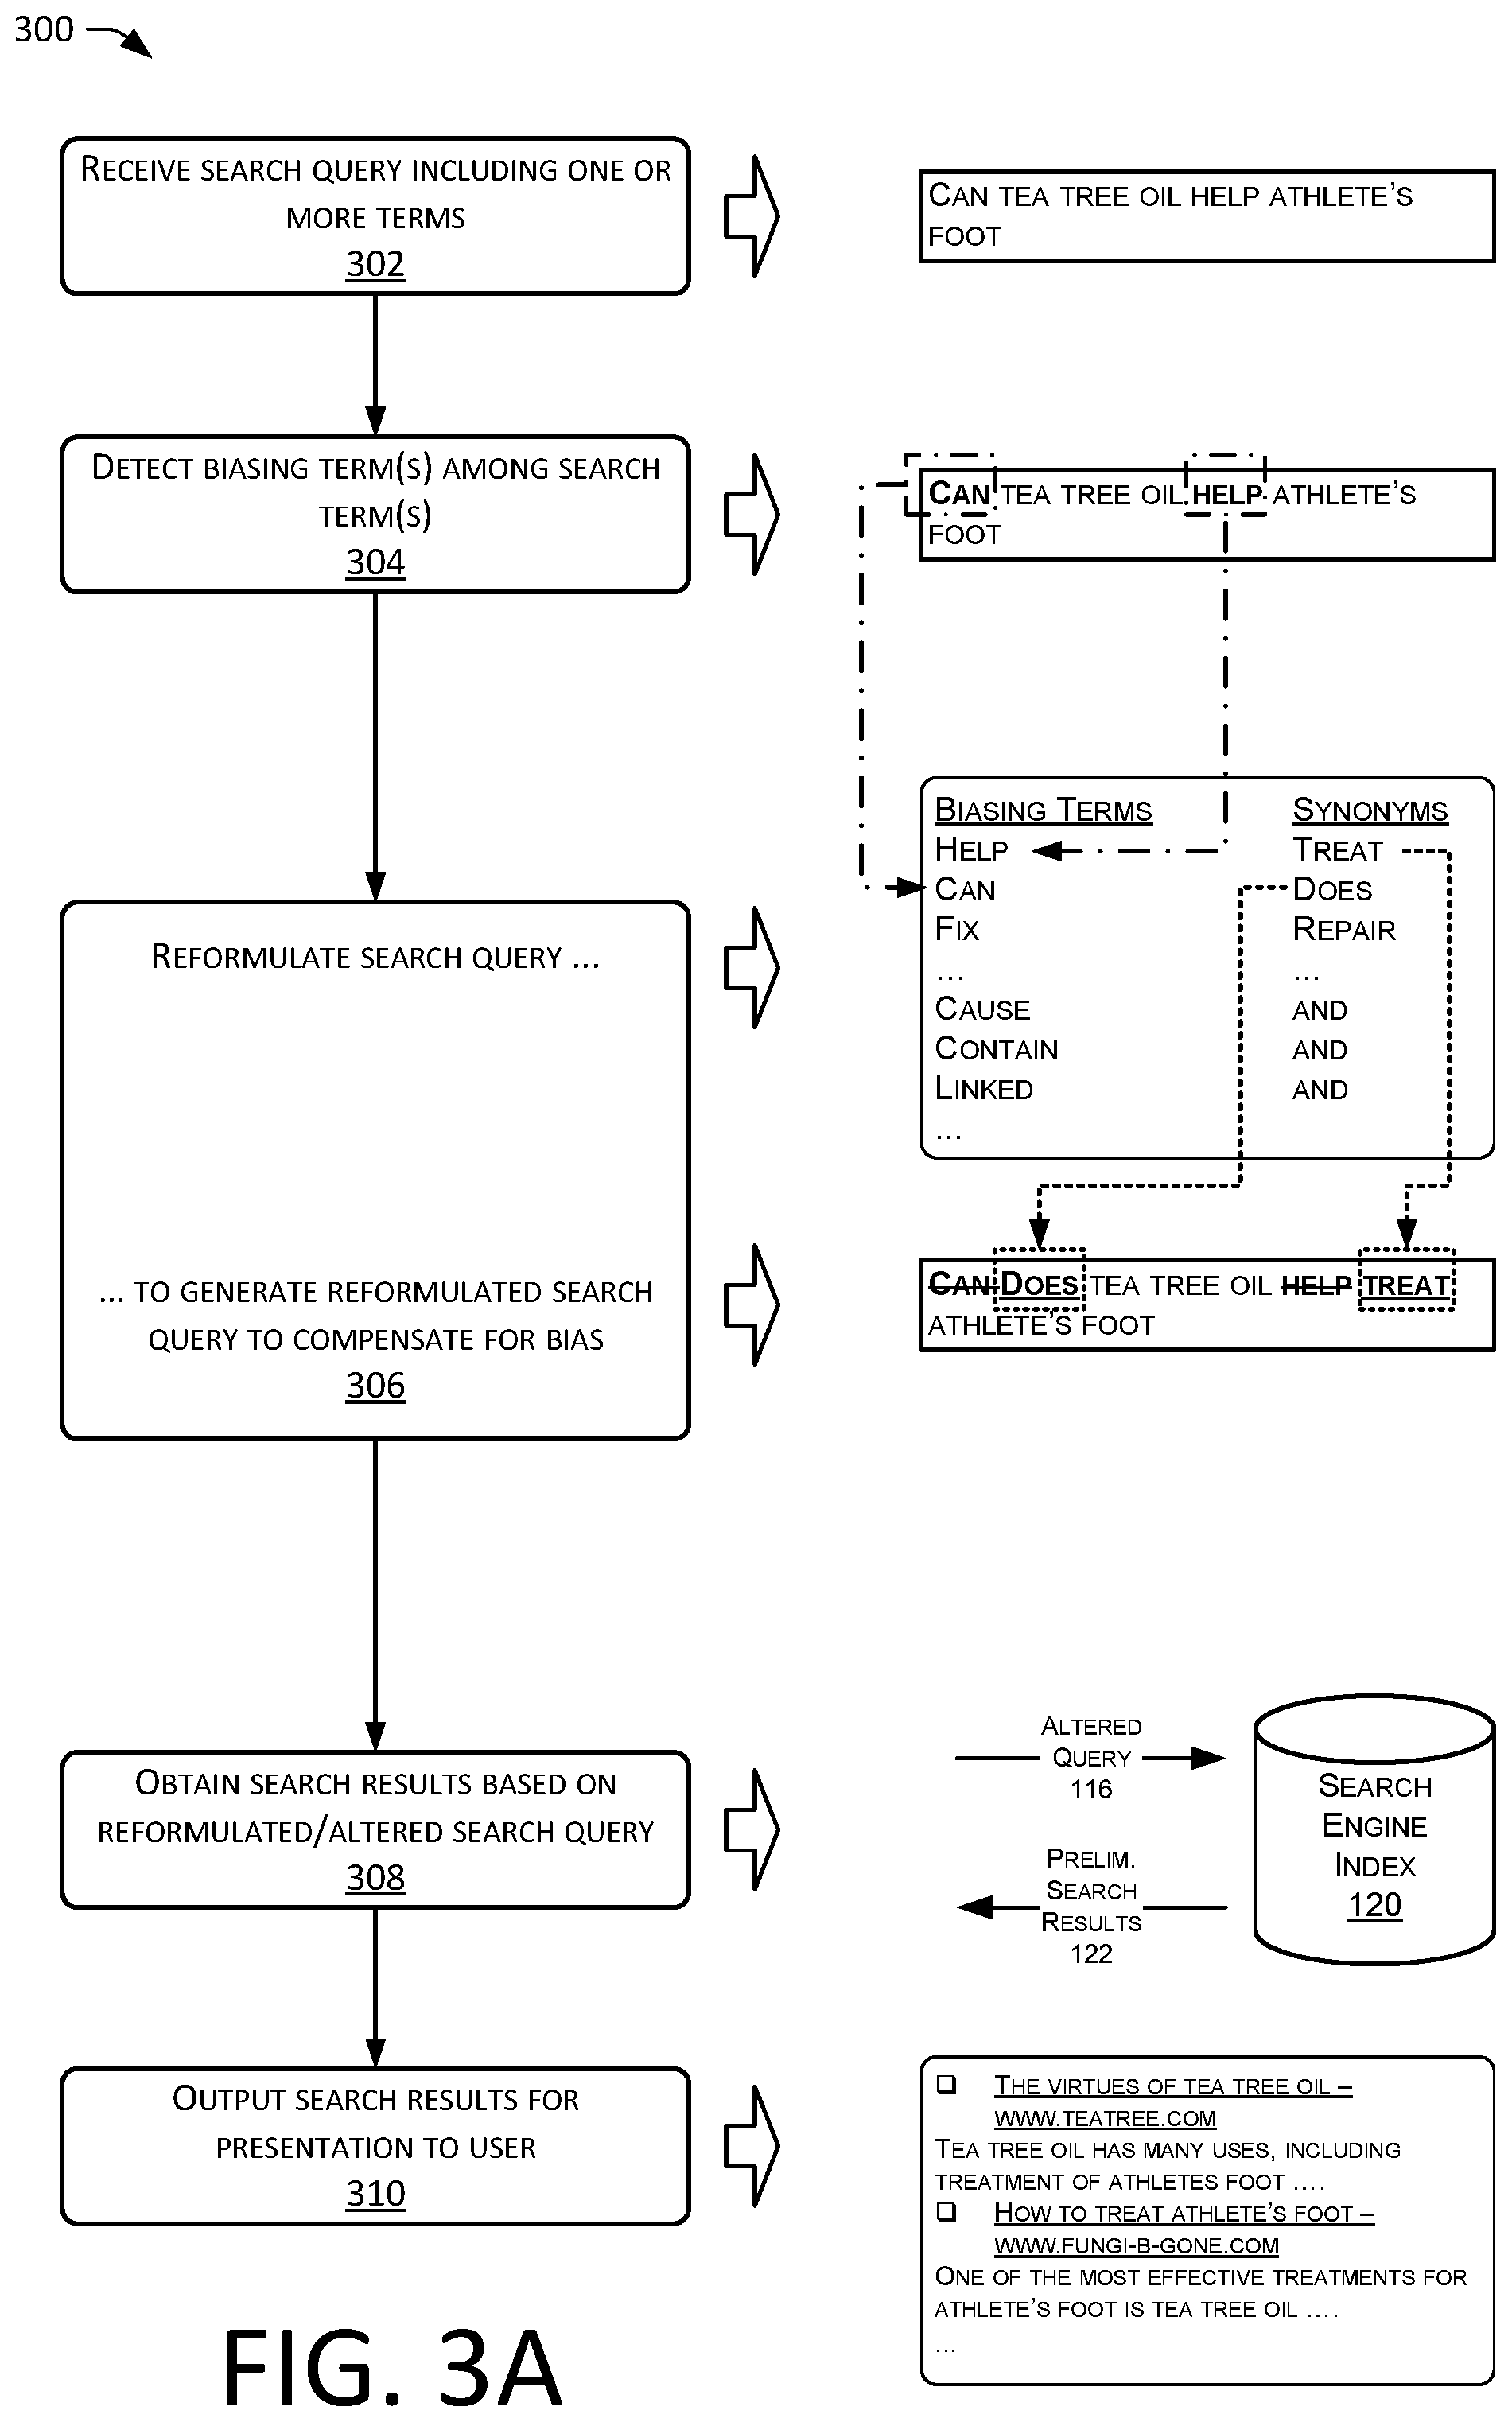 300
RECEIVE SEARCH QUERY INCLUDING ONE OR
MORE TERMS
302
CAN TEA TREE OIL HELP ATHLETE'S
FOOT
DETECT BIASING TERM(S) AMONG SEARCH
TERM(S)
304
CAN TEA TREE OIL HELP ATHLETE'S
FOOT
REFORMULATE SEARCH QUERY ...
BIASING TERMS SYNONYMS
HELP TREAT
CAN DOES
FIX REPAIR
... ...
CAUSE AND
CONTAIN AND
LINKED AND
...
... TO GENERATE REFORMULATED SEARCH
QUERY TO COMPENSATE FOR BIAS
306
CAN DOES TEA TREE OIL HELP TREAT
ATHLETE'S FOOT
OBTAIN SEARCH RESULTS BASED ON
REFORMULATED/ALTERED SEARCH QUERY
308
ALTERED
QUERY
116
PRELIM.
SEARCH
RESULTS
122
SEARCH
ENGINE
INDEX
120
OUTPUT SEARCH RESULTS FOR
PRESENTATION TO USER
310
❑ THE VIRTUES OF TEA TREE OIL –
WWW.TEATREE.COM
TEA TREE OIL HAS MANY USES, INCLUDING
TREATMENT OF ATHLETES FOOT ....
❑ HOW TO TREAT ATHLETE'S FOOT –
WWW.FUNGI-B-GONE.COM
ONE OF THE MOST EFFECTIVE TREATMENTS FOR
ATHLETE'S FOOT IS TEA TREE OIL ....
...
FIG. 3A